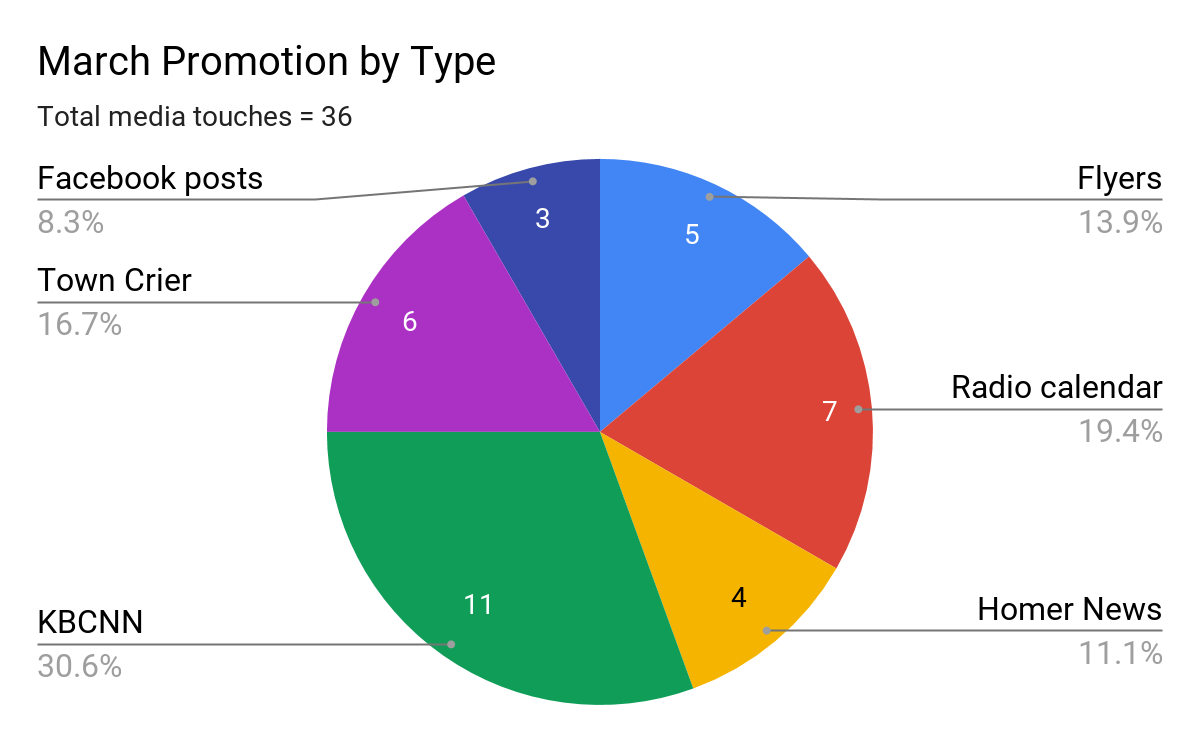 March Promotion by Type
Total media touches = 36
Facebook posts
8.3%
Town Crier
16.7%
KBCNN
30.6%
3
5
6
7
11
4
Flyers
13.9%
Radio calendar
19.4%
Homer News
11.1%